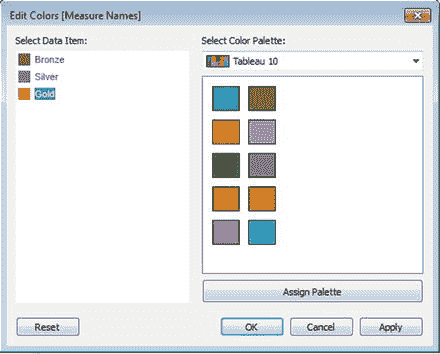 Edit Colors [Measure Names]
Select Data Item:
Bronze
Silver
Gold
Select Color Palette:
Tableau 10
Assign Palette
Reset
OK
Cancel
Apply